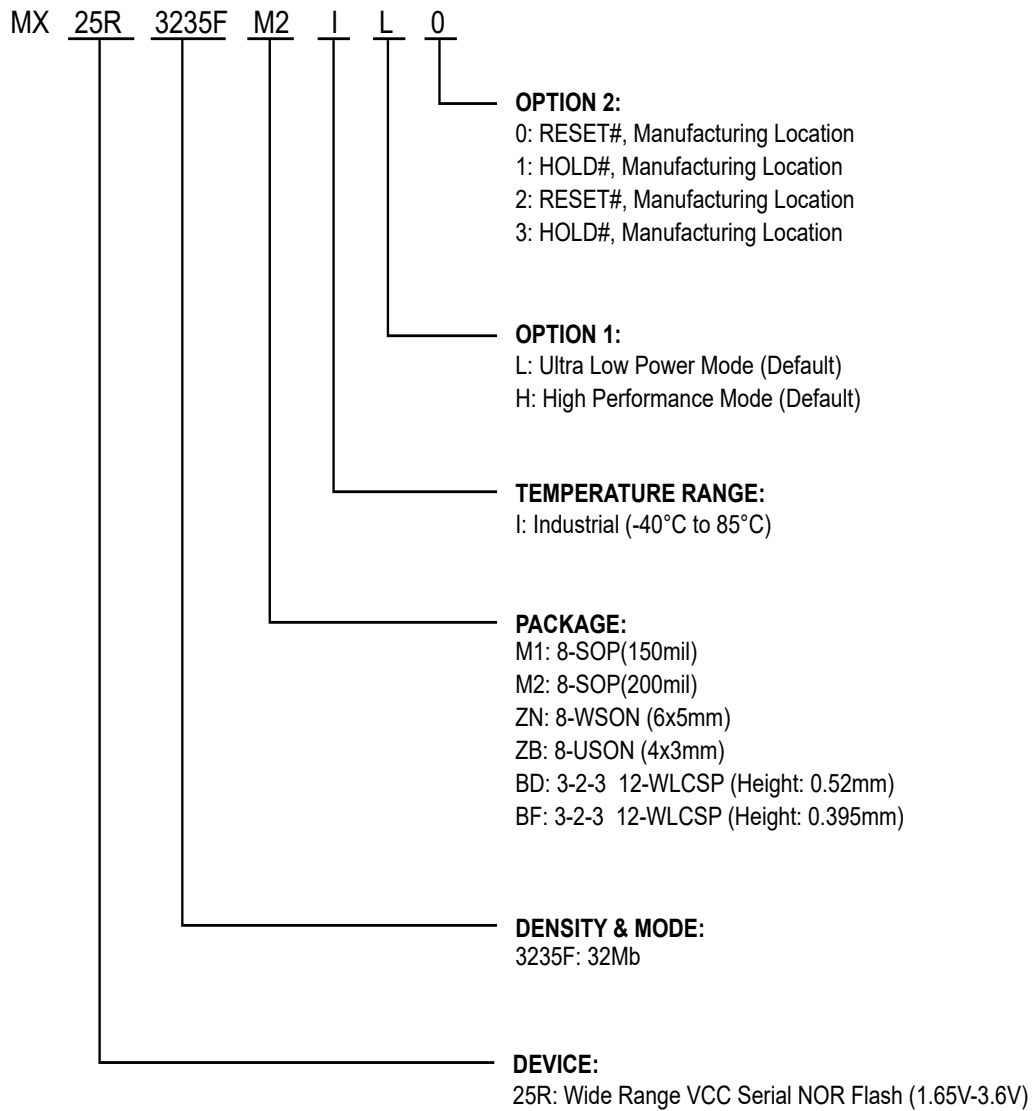 MX 25R 3235F M2 I L 0
OPTION 2:
0: RESET#, Manufacturing Location
1: HOLD#, Manufacturing Location
2: RESET#, Manufacturing Location
3: HOLD#, Manufacturing Location
OPTION 1:
L: Ultra Low Power Mode (Default)
H: High Performance Mode (Default)
TEMPERATURE RANGE:
I: Industrial (-40°C to 85°C)
PACKAGE:
M1: 8-SOP(150mil)
M2: 8-SOP(200mil)
ZN: 8-WSON (6x5mm)
ZB: 8-USON (4x3mm)
BD: 3-2-3 12-WLCSP (Height: 0.52mm)
BF: 3-2-3 12-WLCSP (Height: 0.395mm)
DENSITY & MODE:
3235F: 32Mb
DEVICE:
25R: Wide Range VCC Serial NOR Flash (1.65V-3.6V)